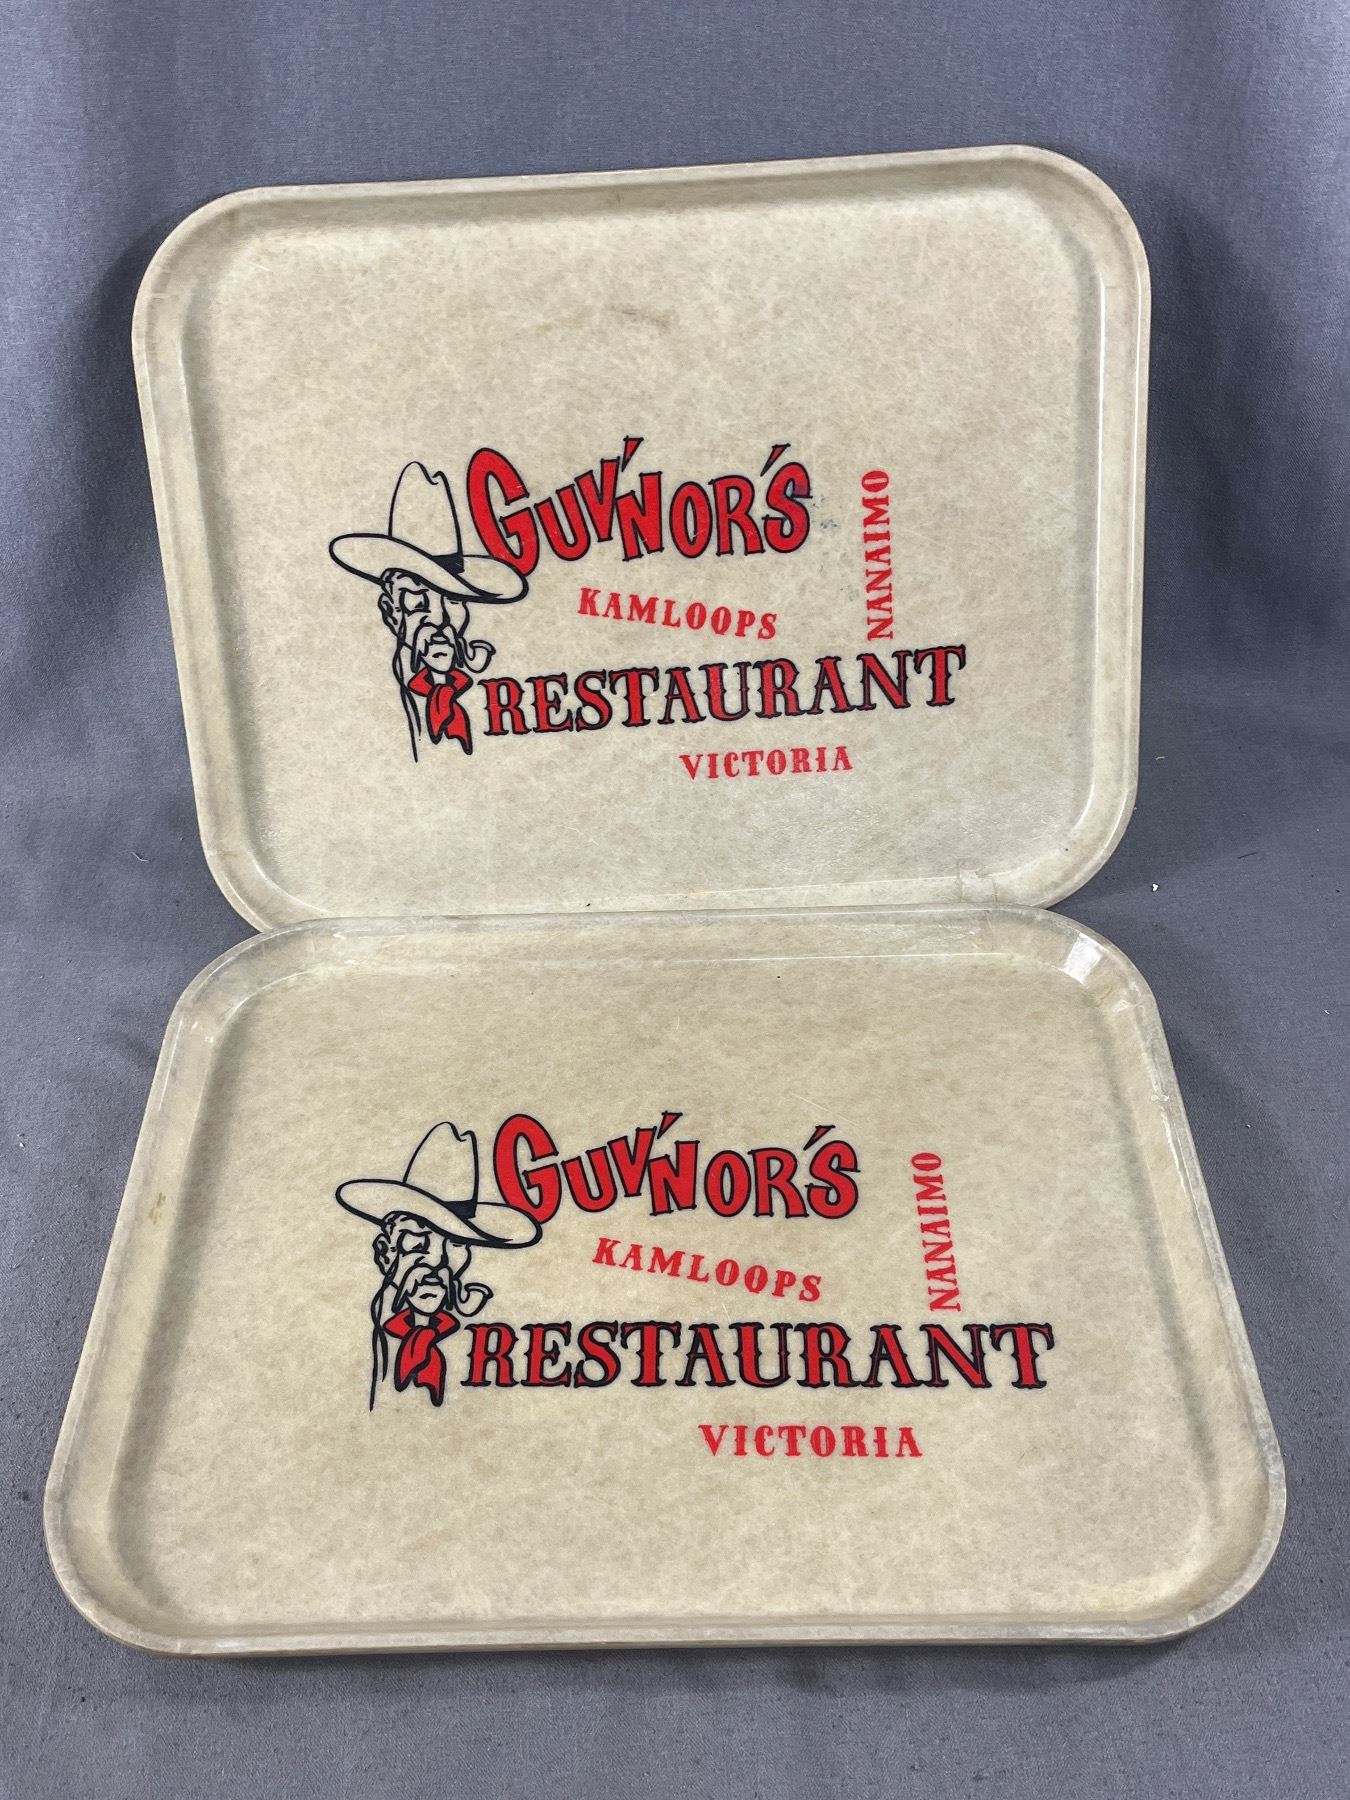 GUV'NOR'S
KAMLOOPS
NANAIMO
RESTAURANT
VICTORIA
GUV'NOR'S
KAMLOOPS
NANAIMO
RESTAURANT
VICTORIA